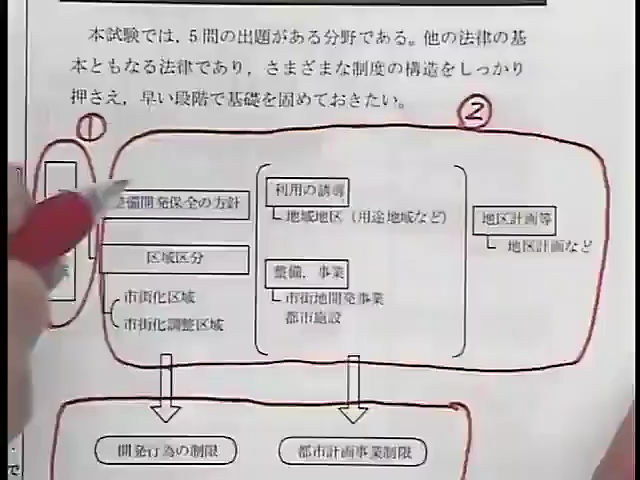 本試験では，５問の出題がある分野である。他の法律の基
本ともなる法律であり，さまざまな制度の構造をしっかり
押さえ，早い段階で基礎を固めておきたい。
① ②
整備開発保全の方針
区域区分
市街化区域
市街化調整区域
利用の誘導
地域地区（用途地域など）
整備，事業
市街地開発事業
都市施設
地区計画等
地区計画など
開発行為の制限
都市計画事業制限
で